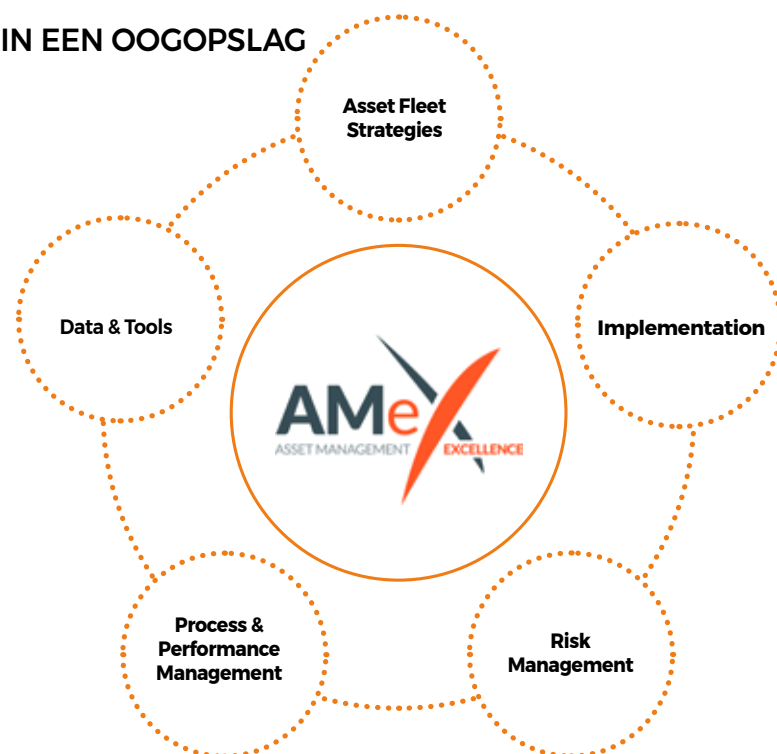 IN EEN OOGOPSLAG
Asset Fleet
Strategies
Data & Tools
Implementation
AMeX
ASSET MANAGEMENT EXCELLENCE
Process &
Performance
Management
Risk
Management